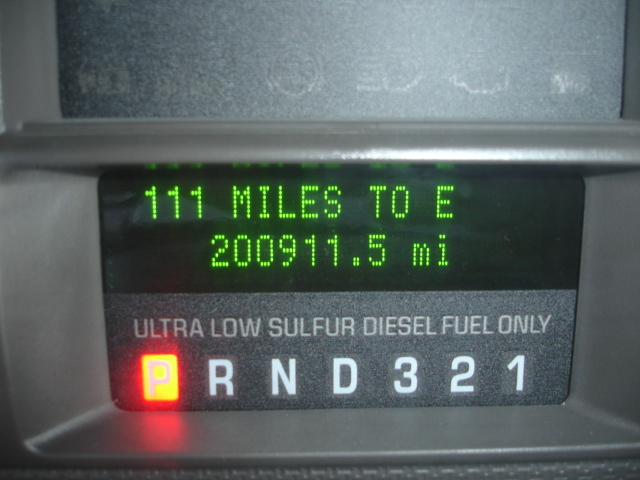 111 MILES TO E
200911.5 mi
ULTRA LOW SULFUR DIESEL FUEL ONLY
P R N D 3 2 1